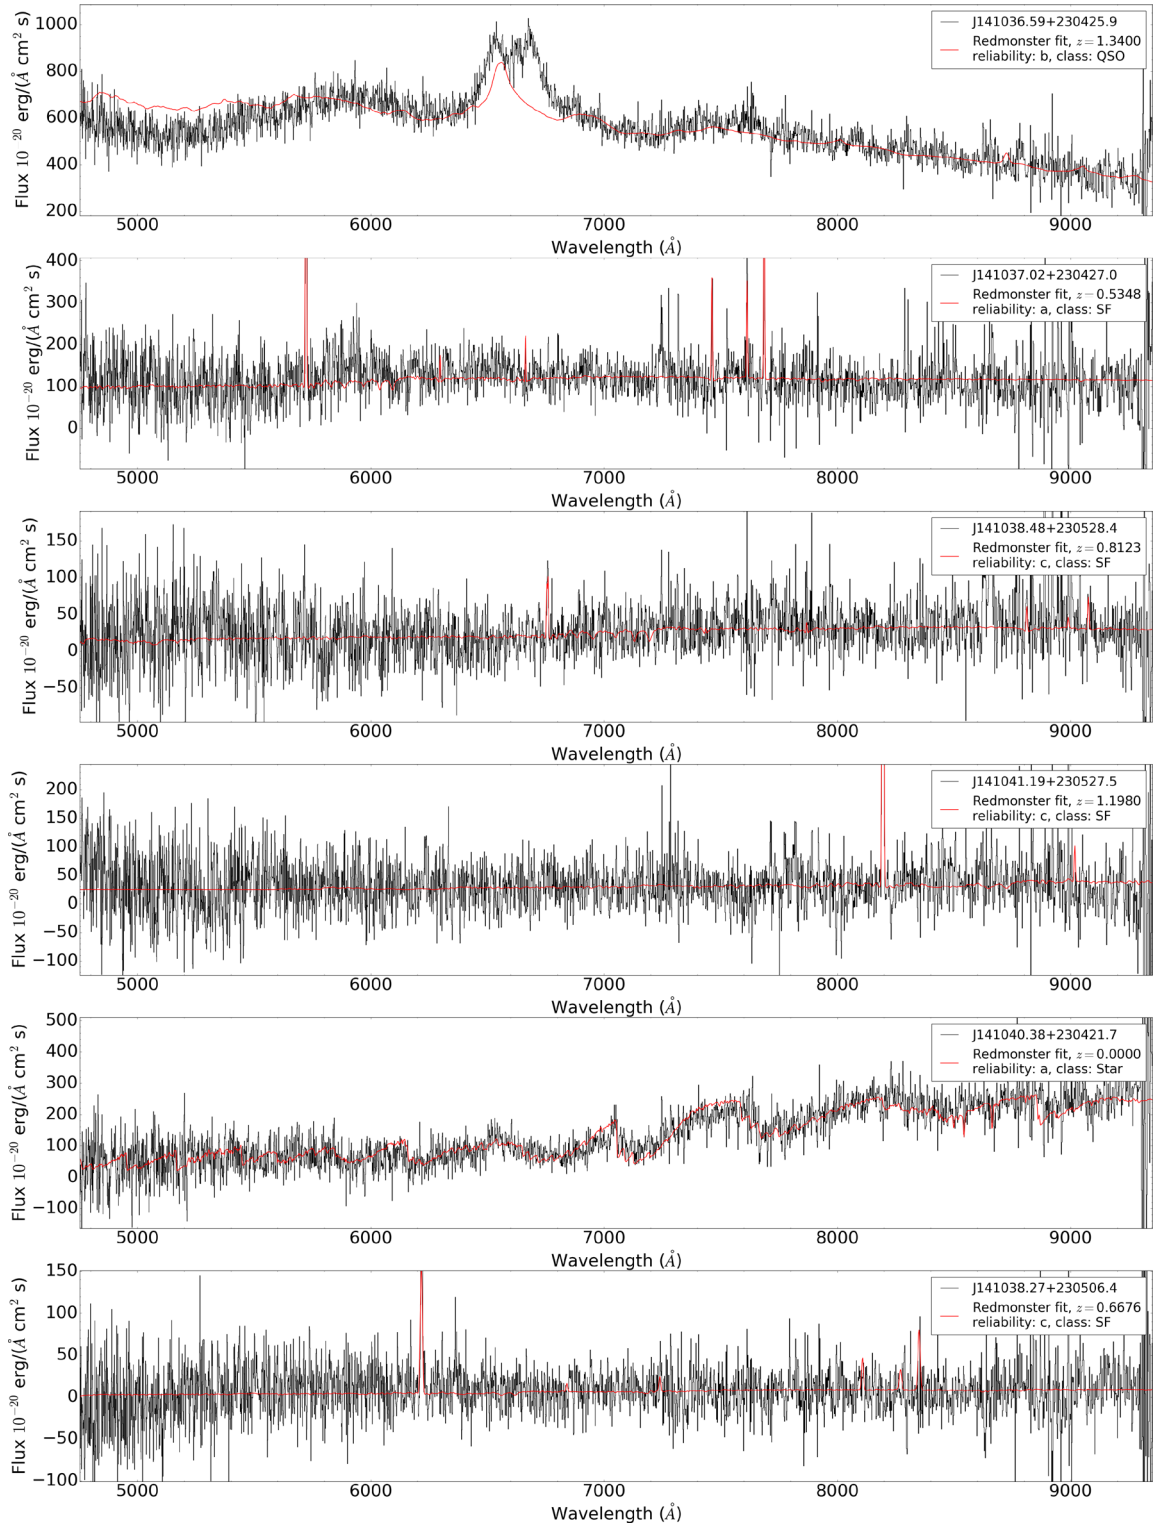 1000
800
600
400
200
Flux 10 20 erg/(Å cm² s)
J141036.59+230425.9
Redmonster fit, z = 1.3400
reliability: b, class: QSO
5000 6000 7000 8000 9000
Wavelength (Å)
400
300
200
100
0
Flux 10⁻²⁰ erg/(Å cm² s)
J141037.02+230427.0
Redmonster fit, z = 0.5348
reliability: a, class: SF
5000 6000 7000 8000 9000
Wavelength (Å)
150
100
50
0
−50
Flux 10⁻²⁰ erg/(Å cm² s)
J141038.48+230528.4
Redmonster fit, z = 0.8123
reliability: c, class: SF
5000 6000 7000 8000 9000
Wavelength (Å)
200
150
100
50
0
−50
−100
Flux 10⁻²⁰ erg/(Å cm² s)
J141041.19+230527.5
Redmonster fit, z = 1.1980
reliability: c, class: SF
5000 6000 7000 8000 9000
Wavelength (Å)
500
400
300
200
100
0
−100
Flux 10⁻²⁰ erg/(Å cm² s)
J141040.38+230421.7
Redmonster fit, z = 0.0000
reliability: a, class: Star
5000 6000 7000 8000 9000
Wavelength (Å)
150
100
50
0
−50
−100
Flux 10⁻²⁰ erg/(Å cm² s)
J141038.27+230506.4
Redmonster fit, z = 0.6676
reliability: c, class: SF
5000 6000 7000 8000 9000
Wavelength (Å)